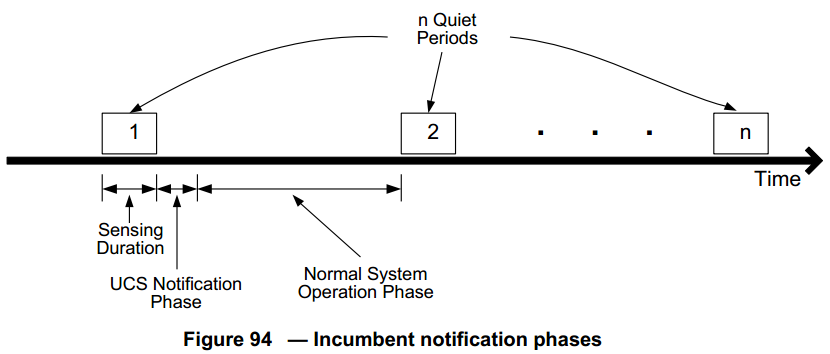 n Quiet
Periods
1
2
. . .
n
Time
Sensing
Duration
UCS Notification
Phase
Normal System
Operation Phase
Figure 94 — Incumbent notification phases